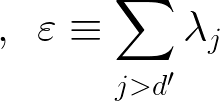 , ε ≡ ∑_{j>d′} λ_j